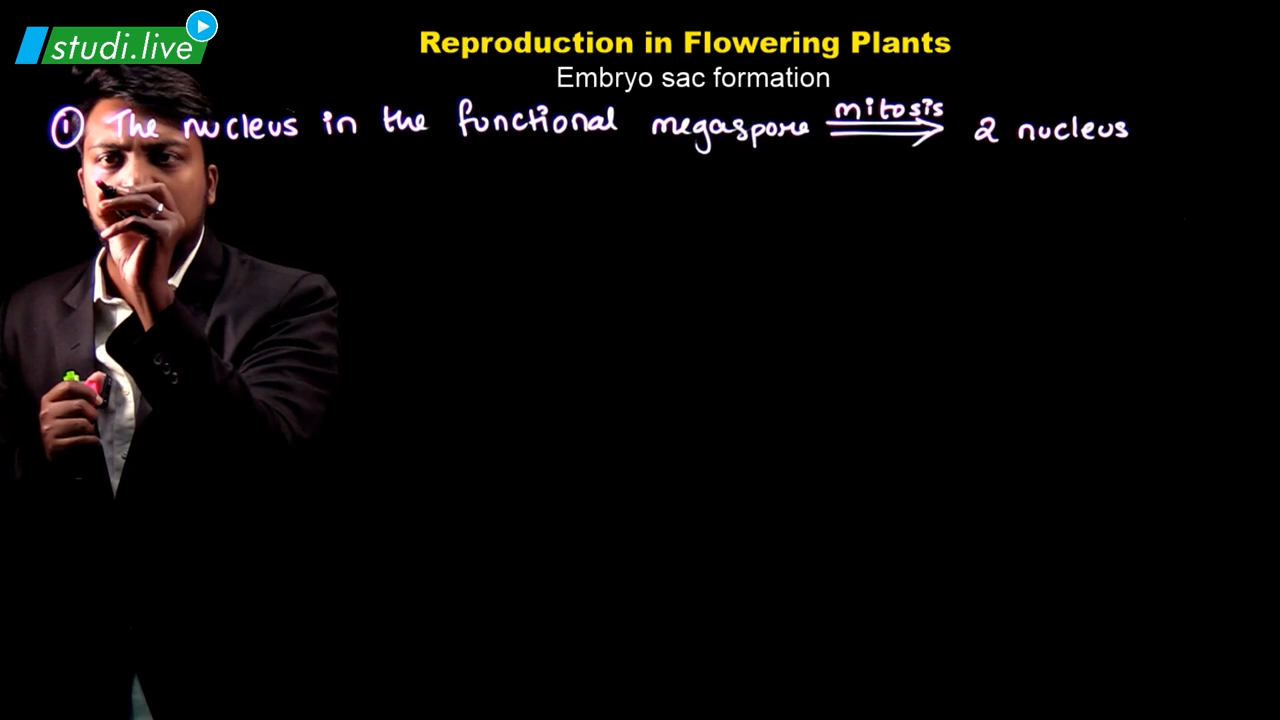 studi.live
Reproduction in Flowering Plants
Embryo sac formation
① The nucleus in the functional megaspore mitosis ⟹ 2 nucleus